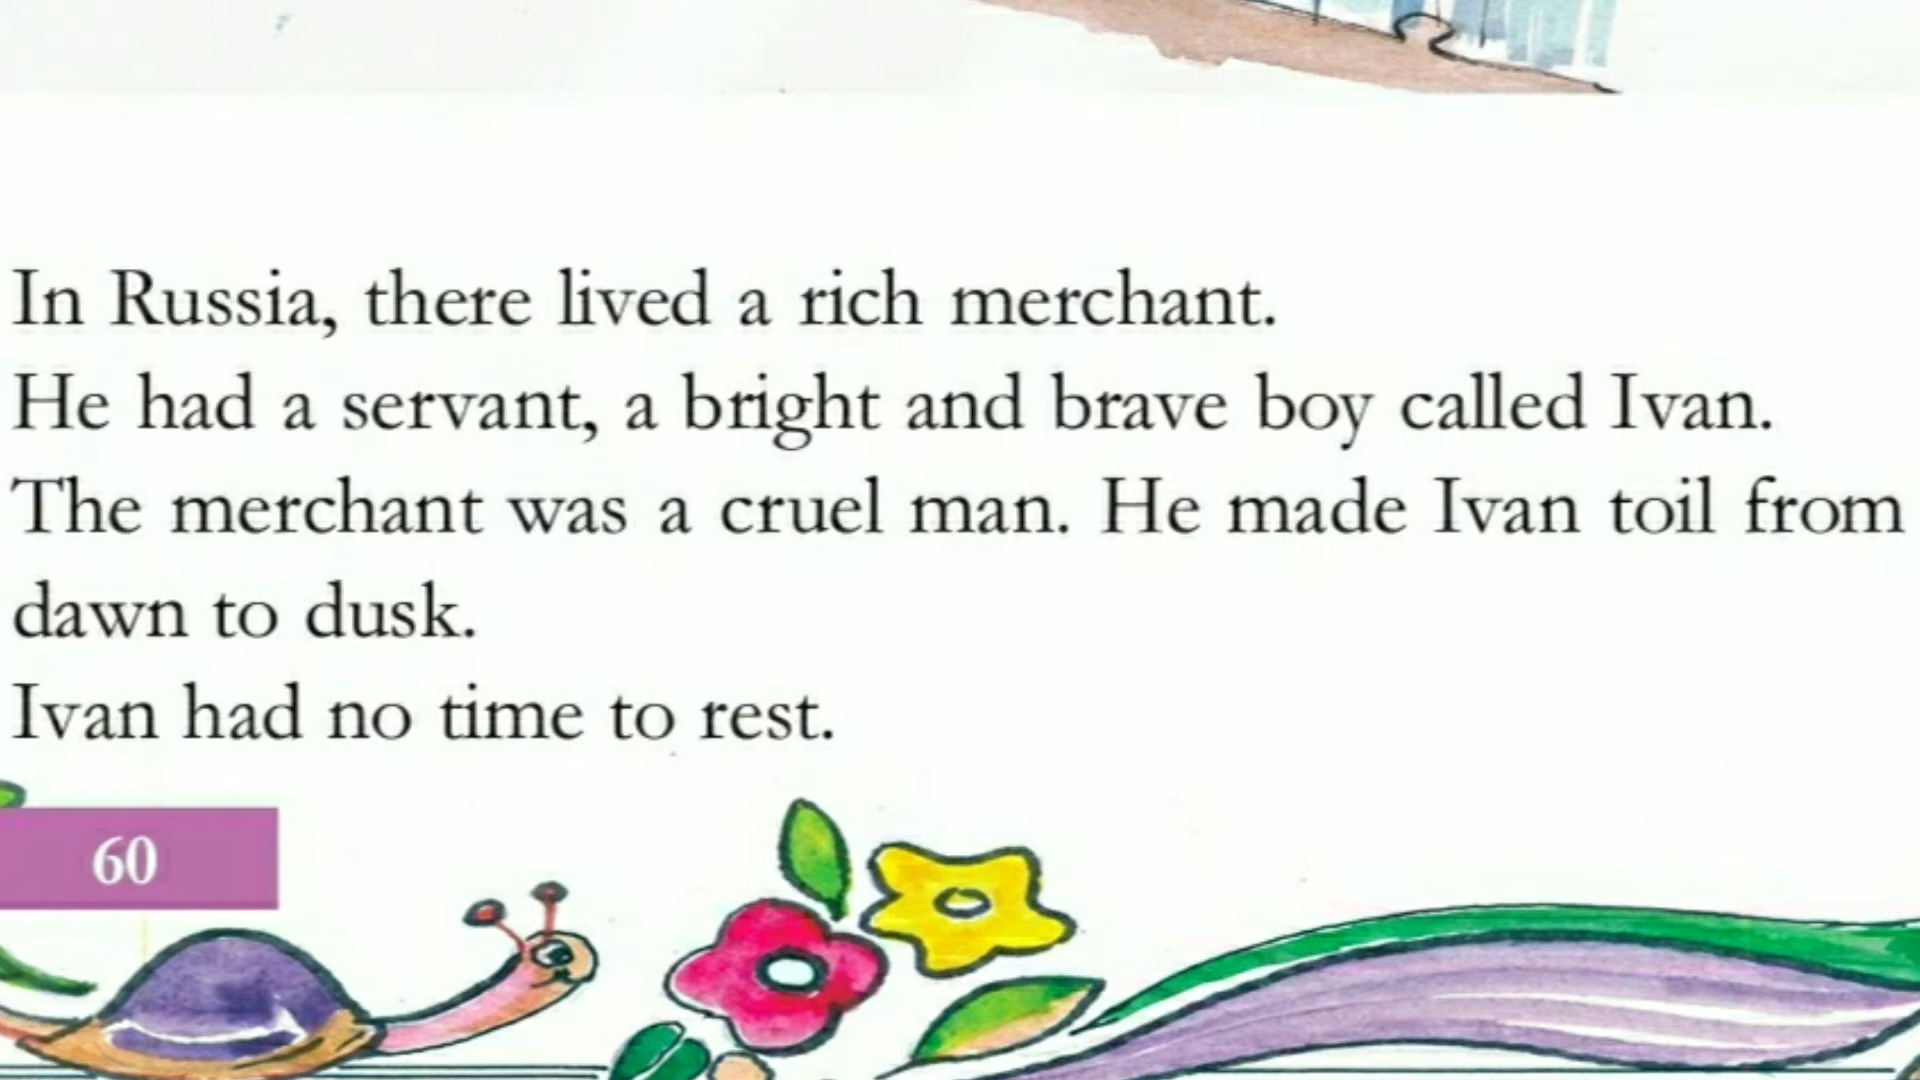 In Russia, there lived a rich merchant.
He had a servant, a bright and brave boy called Ivan.
The merchant was a cruel man. He made Ivan toil from
dawn to dusk.
Ivan had no time to rest.
60